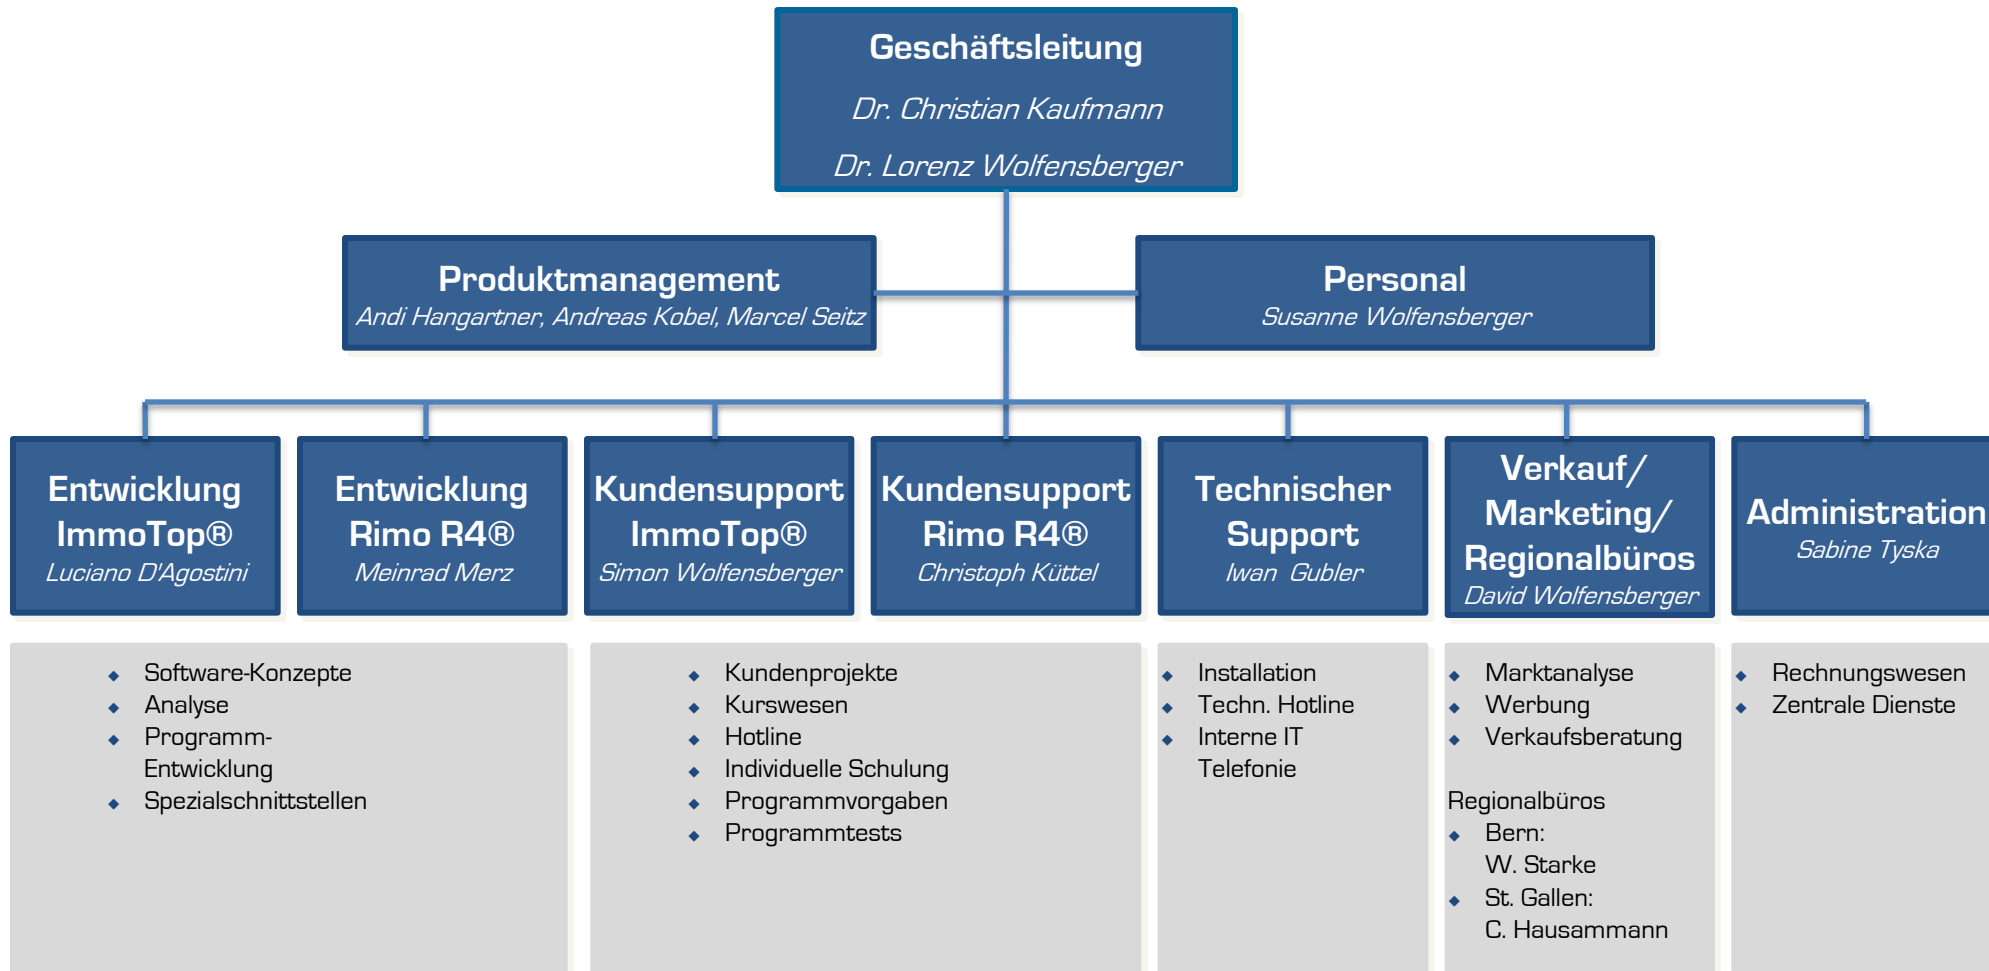 Geschäftsleitung
Dr. Christian Kaufmann
Dr. Lorenz Wolfensberger
Produktmanagement
Andi Hangartner, Andreas Kobel, Marcel Seitz
Personal
Susanne Wolfensberger
Entwicklung
ImmoTop®
Luciano D'Agostini
Entwicklung
Rimo R4®
Meinrad Merz
Kundensupport
ImmoTop®
Simon Wolfensberger
Kundensupport
Rimo R4®
Christoph Küttel
Technischer
Support
Iwan Gubler
Verkauf/
Marketing/
Regionalbüros
David Wolfensberger
Administration
Sabine Tyska
◆ Software-Konzepte
◆ Analyse
◆ Programm-
Entwicklung
◆ Spezialschnittstellen
◆ Kundenprojekte
◆ Kurswesen
◆ Hotline
◆ Individuelle Schulung
◆ Programmvorgaben
◆ Programmtests
◆ Installation
◆ Techn. Hotline
◆ Interne IT
Telefonie
◆ Marktanalyse
◆ Werbung
◆ Verkaufsberatung
Regionalbüros
◆ Bern:
W. Starke
◆ St. Gallen:
C. Hausammann
◆ Rechnungswesen
◆ Zentrale Dienste